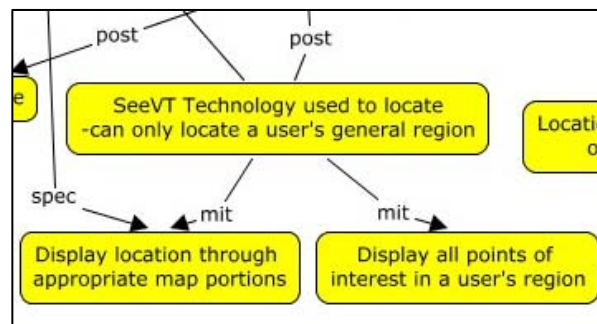 post
post
e
SeeVT Technology used to locate
-can only locate a user's general region
Locati
o
spec
mit
mit
Display location through
appropriate map portions
Display all points of
interest in a user's region